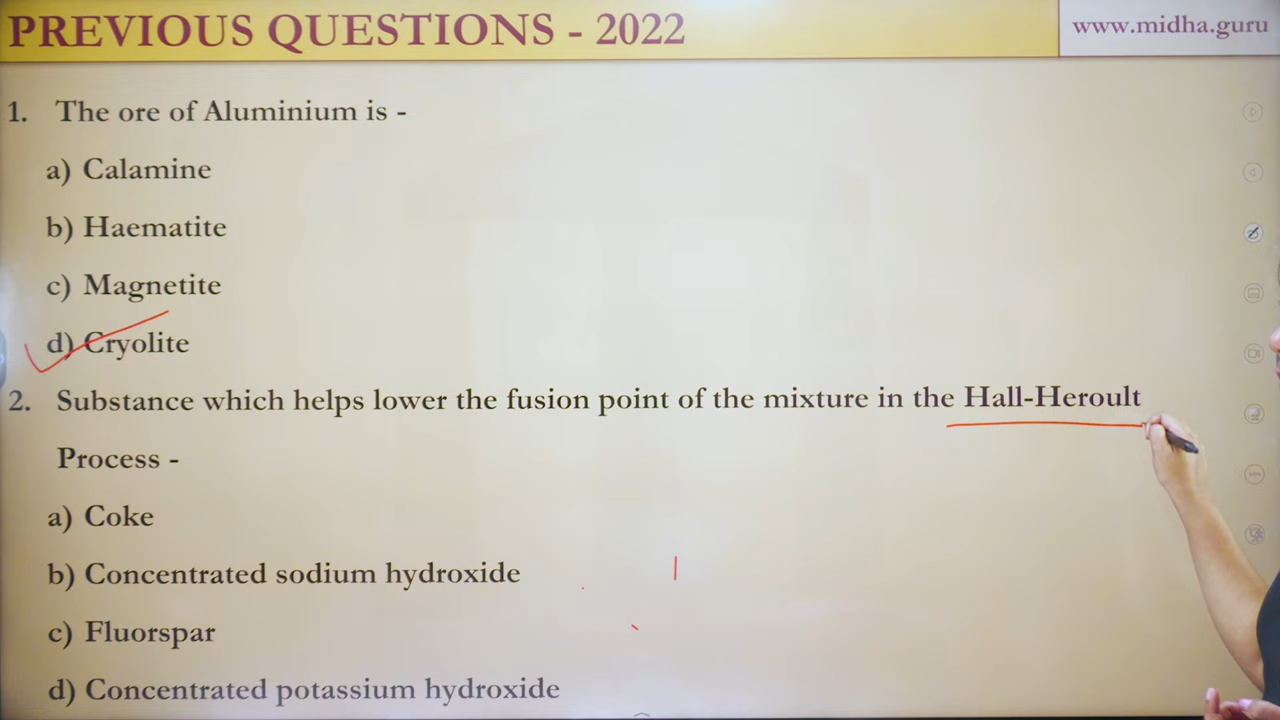 PREVIOUS QUESTIONS - 2022
www.midha.guru
1. The ore of Aluminium is -
a) Calamine
b) Haematite
c) Magnetite
d) Cryolite
2. Substance which helps lower the fusion point of the mixture in the Hall-Heroult
Process -
a) Coke
b) Concentrated sodium hydroxide
c) Fluorspar
d) Concentrated potassium hydroxide